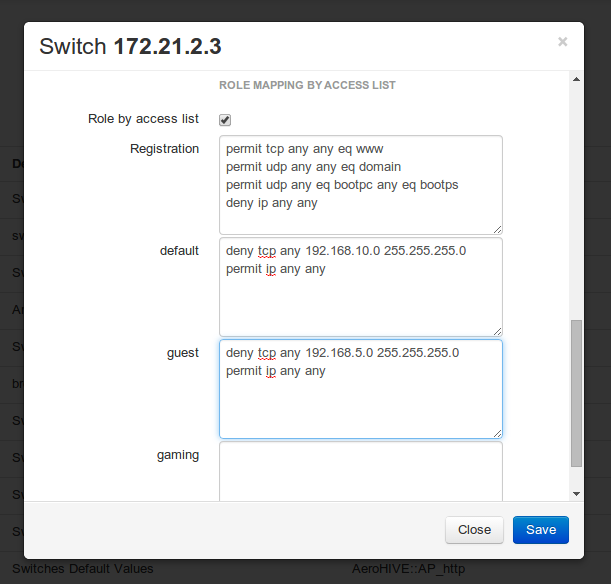 Switch 172.21.2.3
×
ROLE MAPPING BY ACCESS LIST
Role by access list
Registration
permit tcp any any eq www
permit udp any any eq domain
permit udp any eq bootpc any eq bootps
deny ip any any
default
deny tcp any 192.168.10.0 255.255.255.0
permit ip any any
guest
deny tcp any 192.168.5.0 255.255.255.0
permit ip any any
gaming
Close
Save
Switches Default Values
AeroHIVE::AP_http